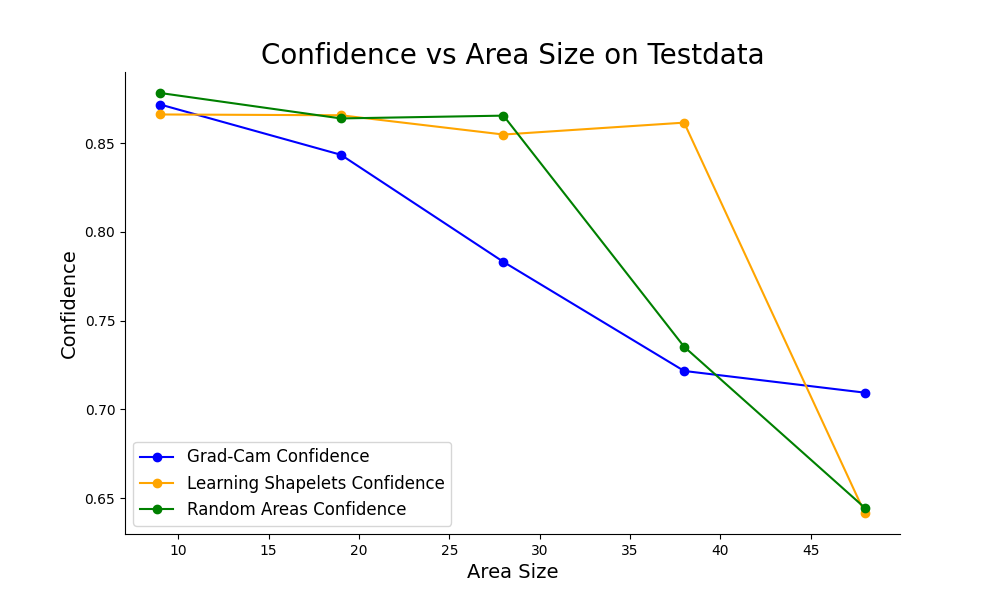 Confidence vs Area Size on Testdata
Confidence
0.85
0.80
0.75
0.70
0.65
Grad-Cam Confidence
Learning Shapelets Confidence
Random Areas Confidence
10 15 20 25 30 35 40 45
Area Size